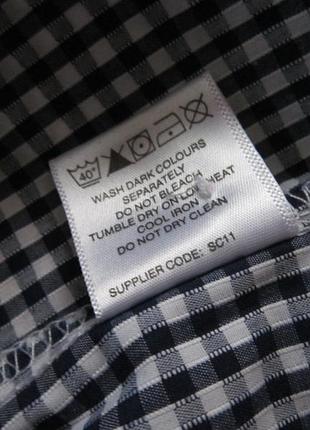 40°
WASH DARK COLOURS
SEPARATELY
DO NOT BLEACH
TUMBLE DRY ON LOW HEAT
COOL IRON
DO NOT DRY CLEAN
SUPPLIER CODE: SC11